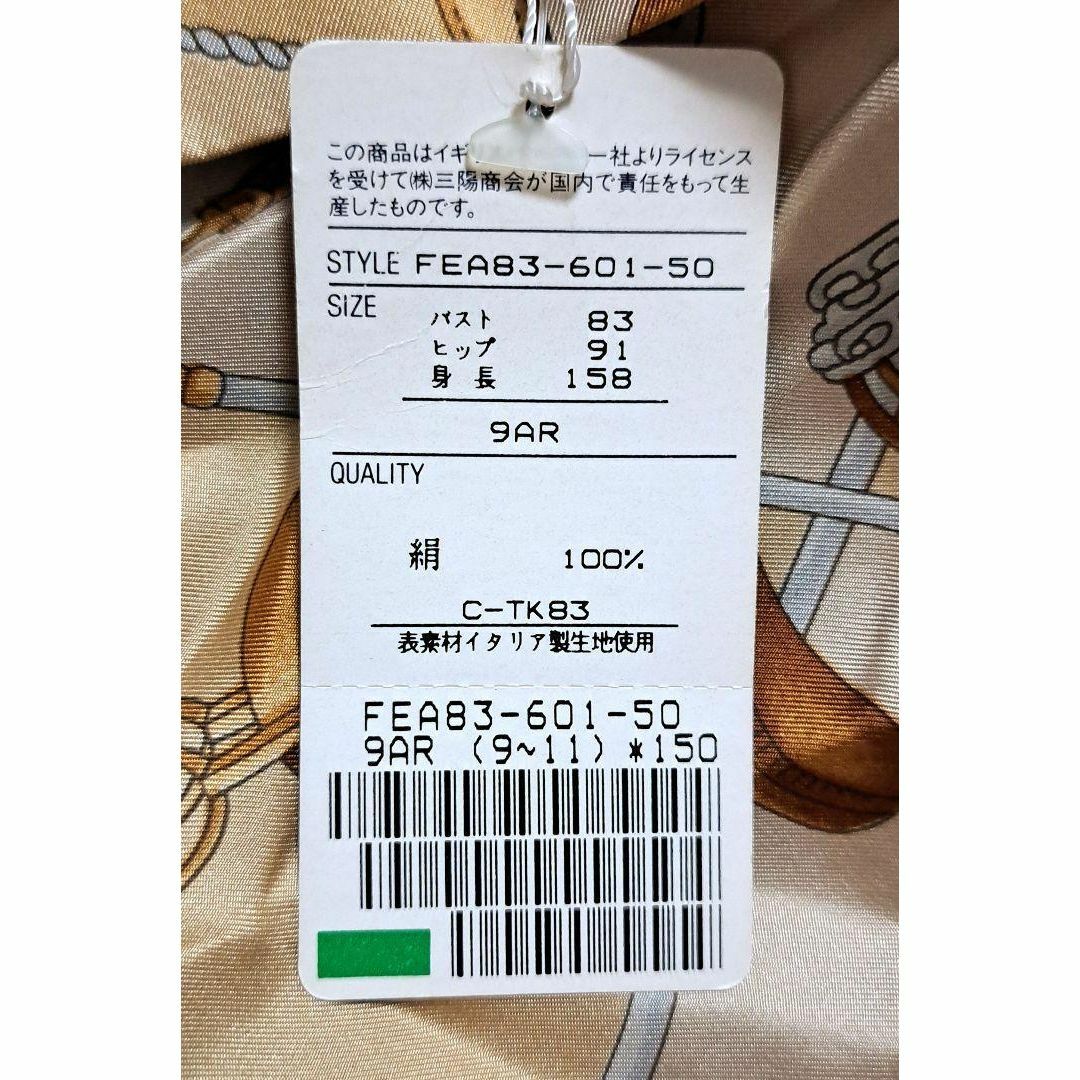 この商品はイギ 一社よりライセンス
を受けて㈱三陽商会が国内で責任をもって生
産したものです。
STYLE FEA83-601-50
SIZE
バスト 83
ヒップ 91
身長 158
9AR
QUALITY
絹 100%
C-TK83
表素材イタリア製生地使用
FEA83-601-50
9AR (9~11) *150